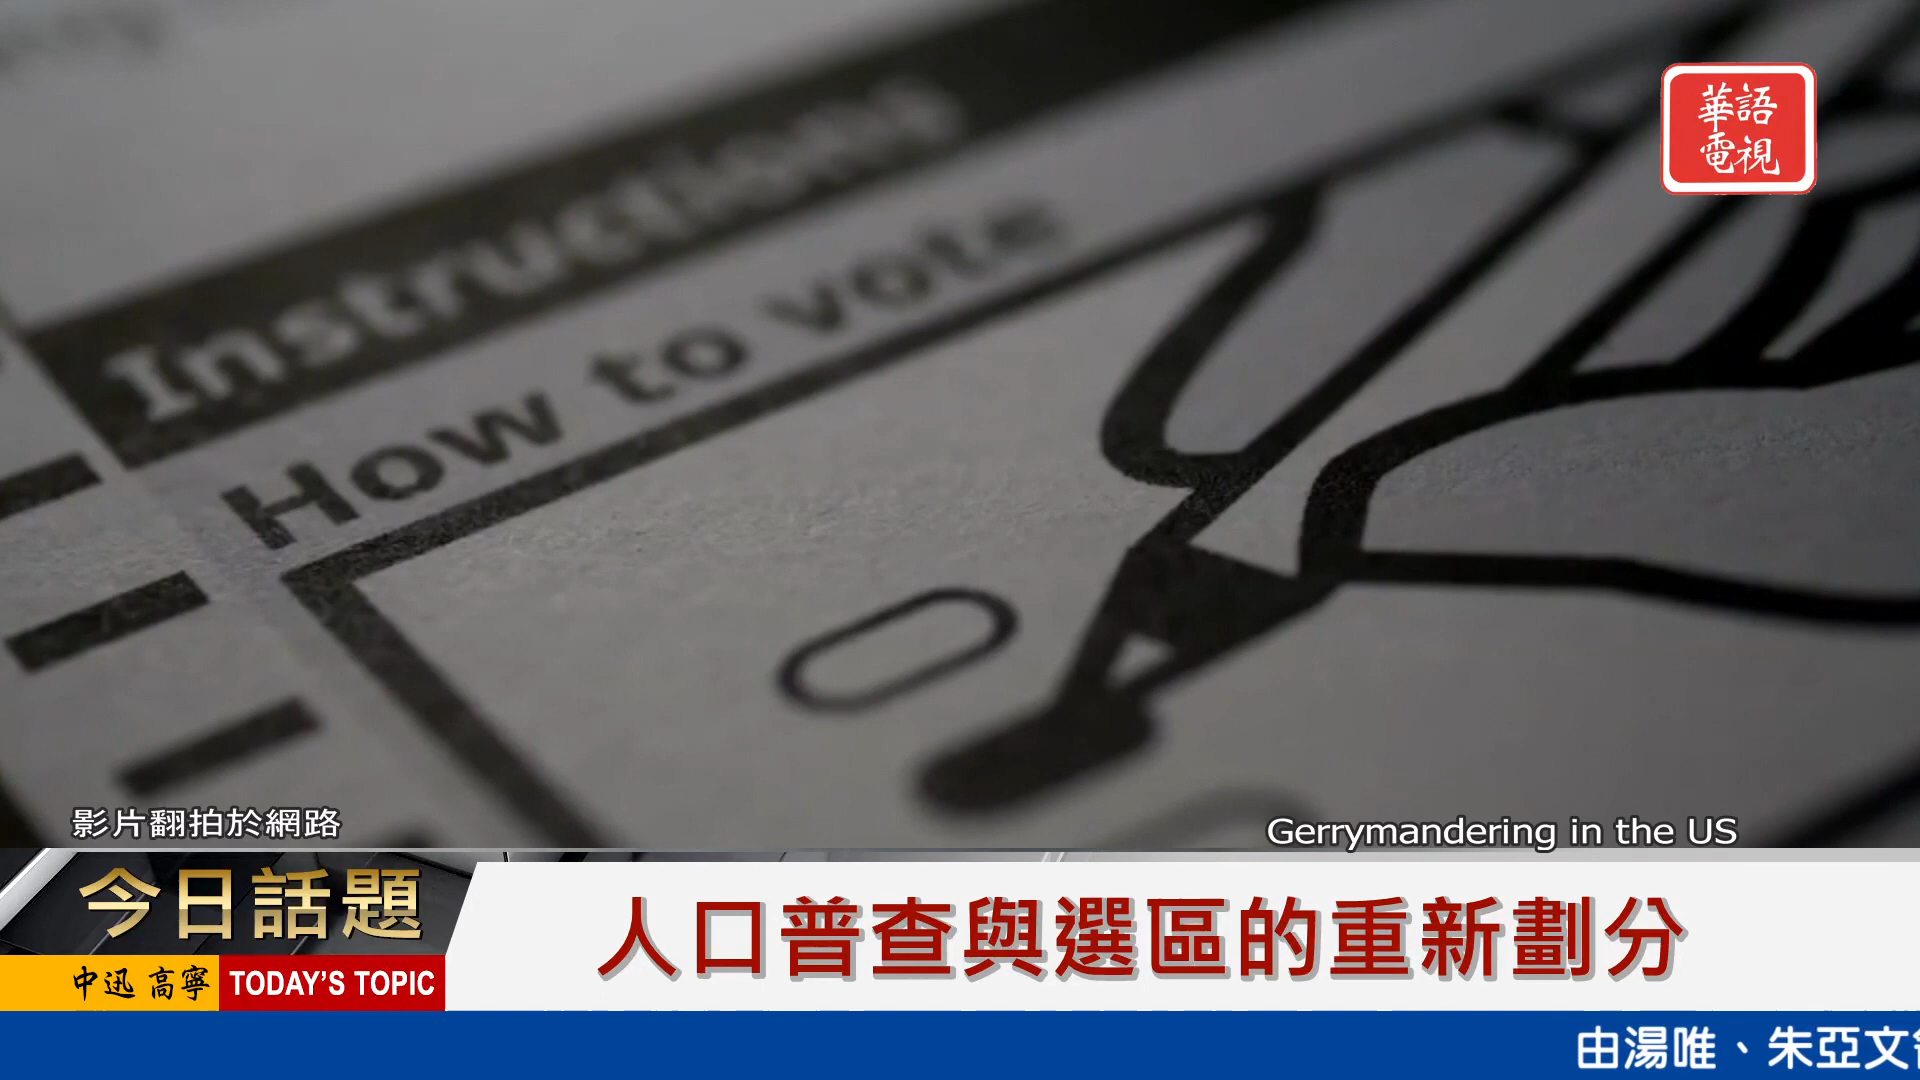 華語
電視
Instructions
How to vote
影片翻拍於網路
Gerrymandering in the US
今日話題
人口普查與選區的重新劃分
中迅 高寧
TODAY'S TOPIC
由湯唯、朱亞文